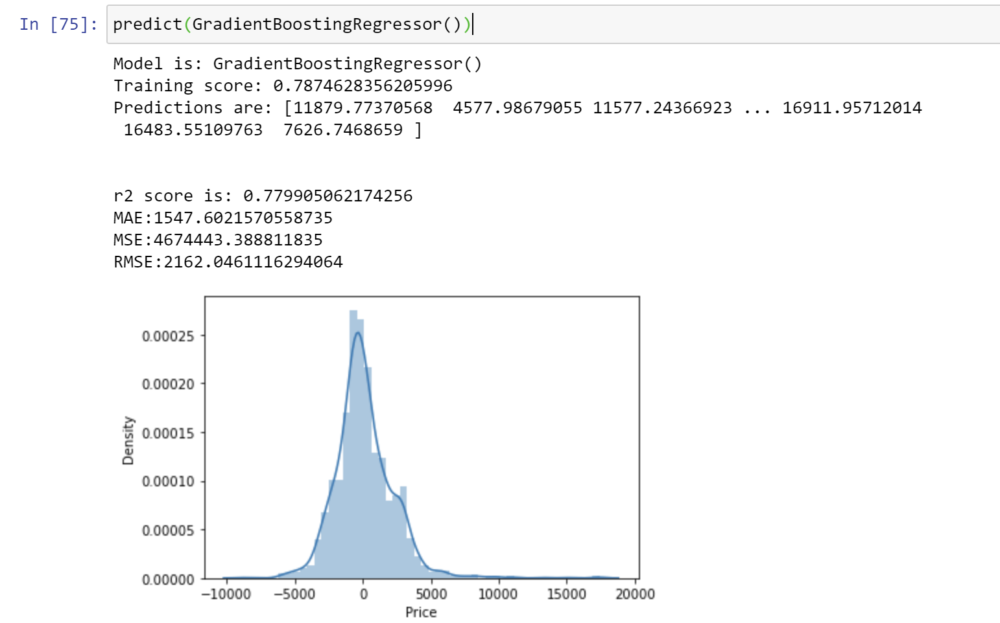 In [75]: predict(GradientBoostingRegressor())
Model is: GradientBoostingRegressor()
Training score: 0.7874628356205996
Predictions are: [11879.77370568  4577.98679055 11577.24366923 ... 16911.95712014
 16483.55109763  7626.7468659 ]
r2 score is: 0.779905062174256
MAE:1547.6021570558735
MSE:4674443.388811835
RMSE:2162.0461116294064
0.00025
0.00020
0.00015
0.00010
0.00005
0.00000
Density
−10000 −5000 0 5000 10000 15000 20000
Price